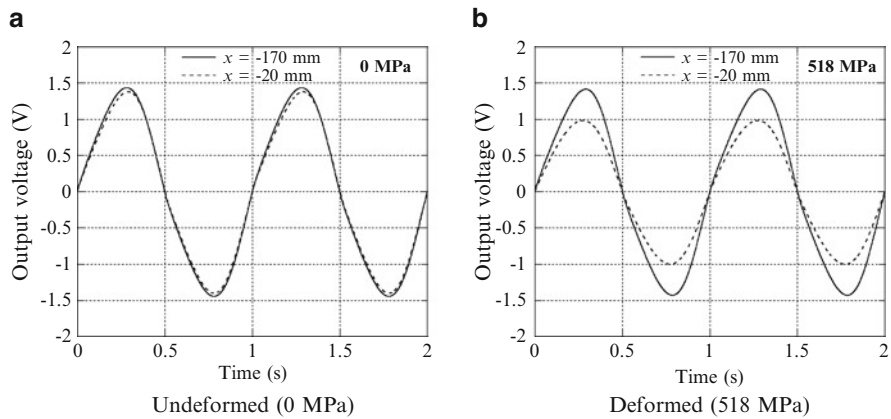 a
2
1.5
1
0.5
0
-0.5
-1
-1.5
-2
Output voltage (V)
x = -170 mm
x = -20 mm
0 MPa
0 0.5 1 1.5 2
Time (s)
Undeformed (0 MPa)
b
2
1.5
1
0.5
0
-0.5
-1
-1.5
-2
Output voltage (V)
x = -170 mm
x = -20 mm
518 MPa
0 0.5 1 1.5 2
Time (s)
Deformed (518 MPa)